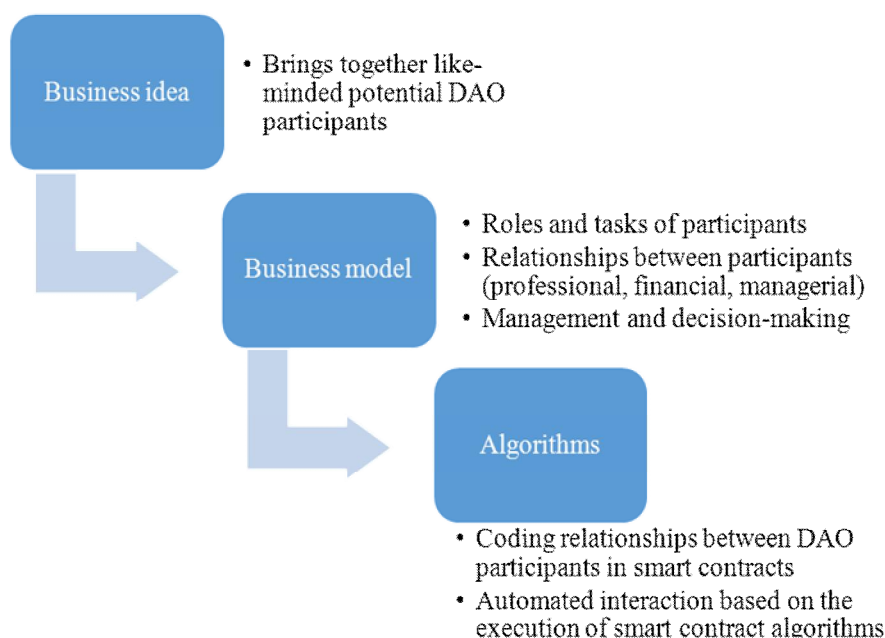 Business idea
• Brings together like-
minded potential DAO
participants
Business model
• Roles and tasks of participants
• Relationships between participants
(professional, financial, managerial)
• Management and decision-making
Algorithms
• Coding relationships between DAO
participants in smart contracts
• Automated interaction based on the
execution of smart contract algorithms